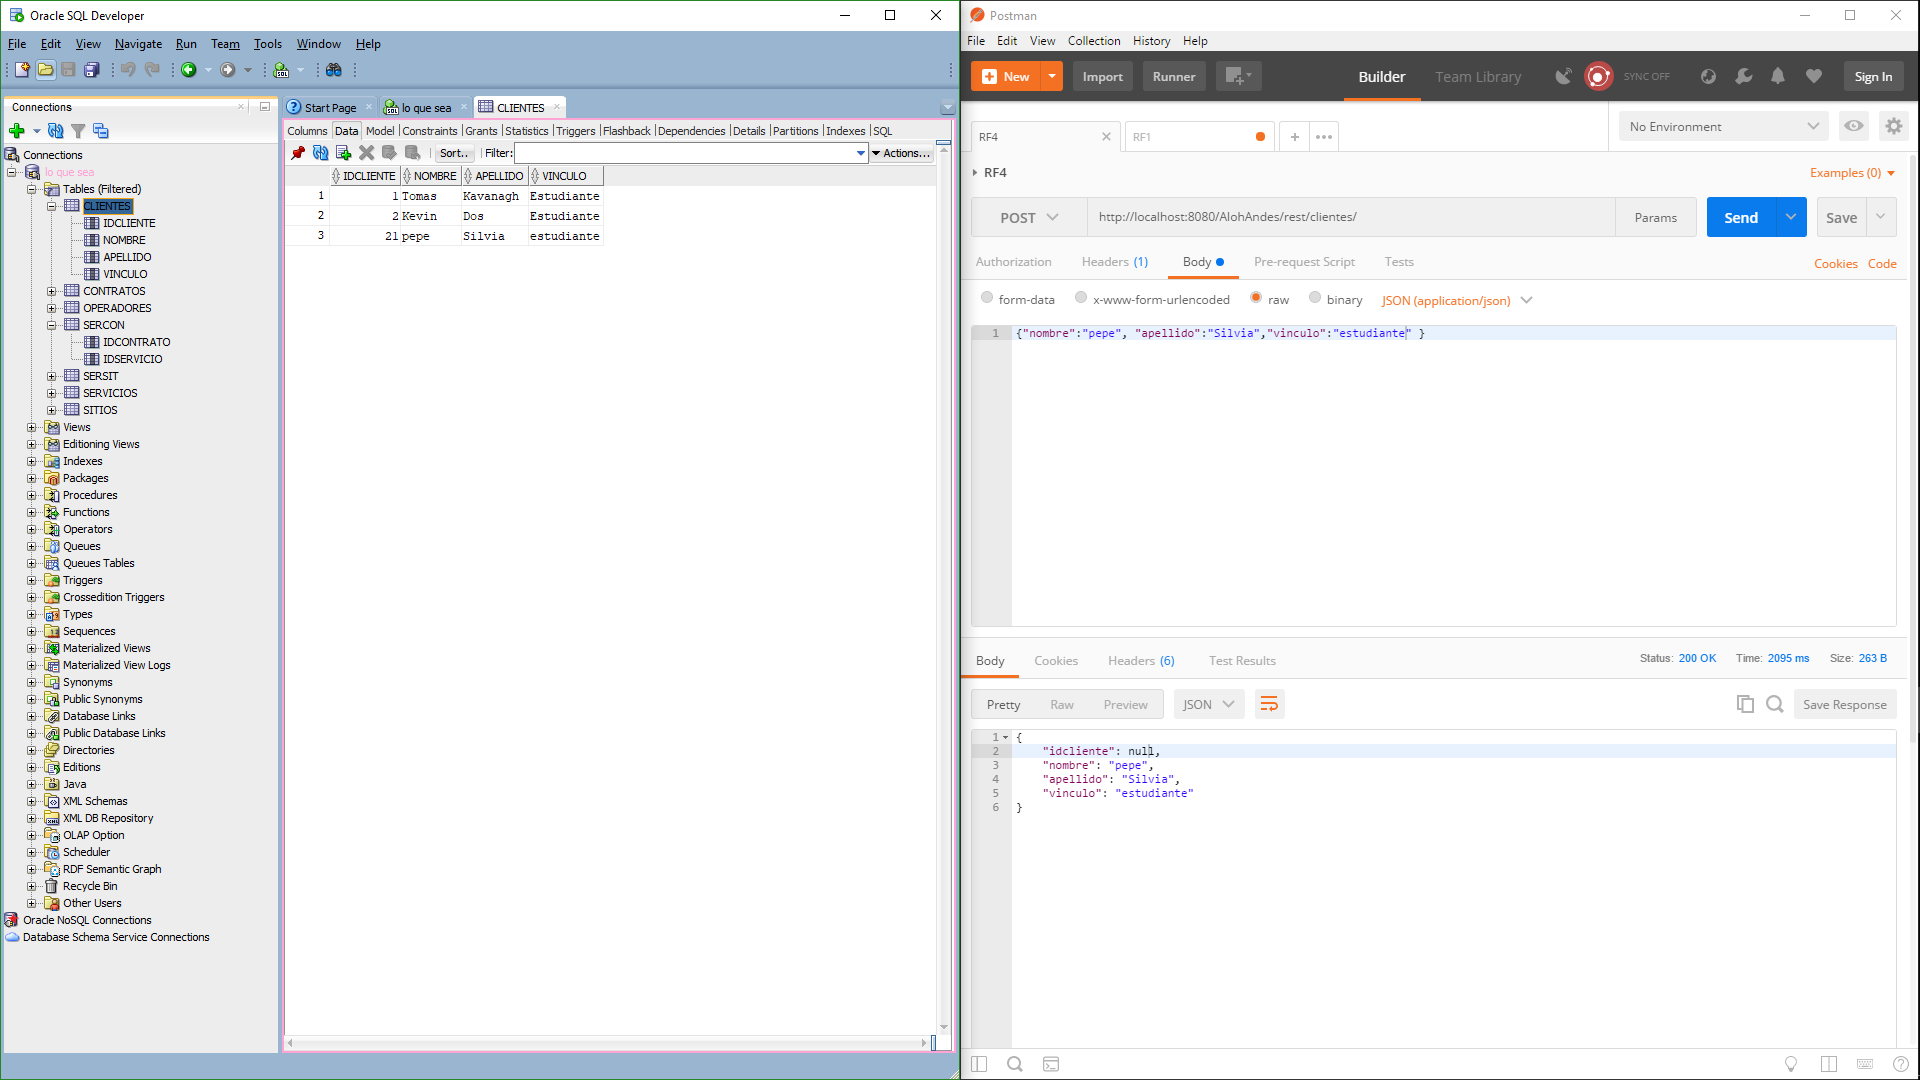 Oracle SQL Developer
File Edit View Navigate Run Team Tools Window Help
Connections
Connections
lo que sea
Tables (Filtered)
CLIENTES
IDCLIENTE
NOMBRE
APELLIDO
VINCULO
CONTRATOS
OPERADORES
SERCON
IDCONTRATO
IDSERVICIO
SERSIT
SERVICIOS
SITIOS
Views
Editioning Views
Indexes
Packages
Procedures
Functions
Operators
Queues
Queues Tables
Triggers
Crossedition Triggers
Types
Sequences
Materialized Views
Materialized View Logs
Synonyms
Public Synonyms
Database Links
Public Database Links
Directories
Editions
Java
XML Schemas
XML DB Repository
OLAP Option
Scheduler
RDF Semantic Graph
Recycle Bin
Other Users
Oracle NoSQL Connections
Database Schema Service Connections
Start Page lo que sea CLIENTES
Columns Data Model Constraints Grants Statistics Triggers Flashback Dependencies Details Partitions Indexes SQL
Sort.. Filter: Actions...
IDCLIENTE NOMBRE APELLIDO VINCULO
1 1 Tomas Kavanagh Estudiante
2 2 Kevin Dos Estudiante
3 21 pepe Silvia estudiante
Postman
File Edit View Collection History Help
New Import Runner Builder Team Library SYNC OFF Sign In
RF4 RF1 No Environment
RF4 Examples (0)
POST http://localhost:8080/AlohAndes/rest/clientes/ Params Send Save
Authorization Headers (1) Body Pre-request Script Tests Cookies Code
form-data x-www-form-urlencoded raw binary JSON (application/json)
1 {"nombre":"pepe", "apellido":"Silvia","vinculo":"estudiante" }
Body Cookies Headers (6) Test Results Status: 200 OK Time: 2095 ms Size: 263 B
Pretty Raw Preview JSON Save Response
1 {
2 "idcliente": null,
3 "nombre": "pepe",
4 "apellido": "Silvia",
5 "vinculo": "estudiante"
6 }